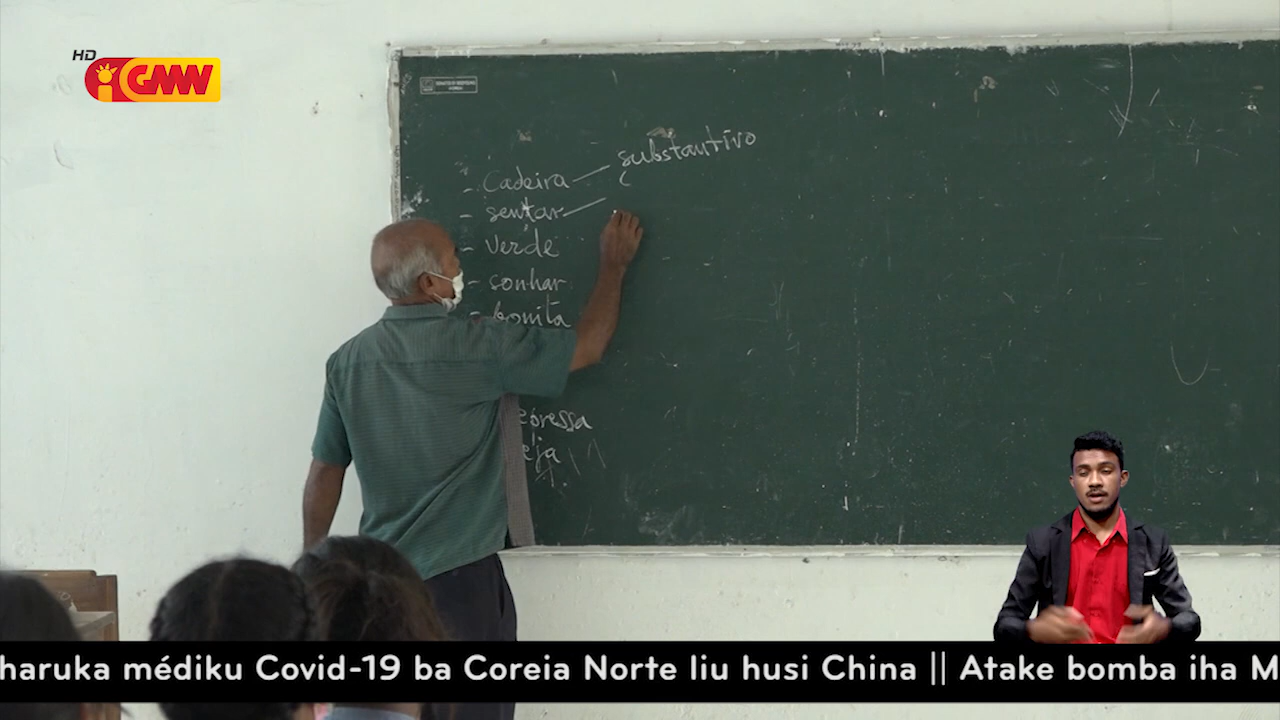 HD
GMW
- Cadeira — substantivo
- sentar —
- verde
- sonhar
- bonita
haruka médiku Covid-19 ba Coreia Norte liu husi China || Atake bomba iha M